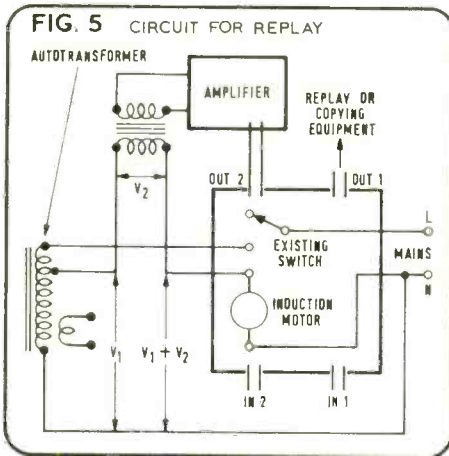 FIG. 5 CIRCUIT FOR REPLAY
AUTOTRANSFORMER
AMPLIFIER
REPLAY OR
COPYING
EQUIPMENT
OUT 2
OUT 1
V2
L
EXISTING
SWITCH
MAINS
N
INDUCTION
MOTOR
V1
V1 + V2
IN 2
IN 1